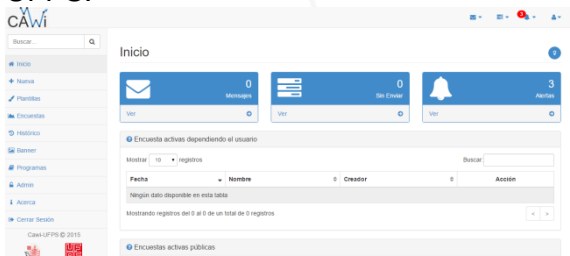 CAWi
3
Buscar...
Inicio
Nueva
Plantillas
Encuestas
Histórico
Banner
Programas
Admin
Acerca
Cerrar Sesión
Cawi-UFPS © 2015
Inicio
0
Mensajes
Ver
0
Sin Enviar
Ver
3
Alertas
Ver
Encuesta activas dependiendo el usuario
Mostrar 10 registros Buscar:
Fecha Nombre Creador Acción
Ningún dato disponible en esta tabla
Mostrando registros del 0 al 0 de un total de 0 registros
< >
Encuestas activas públicas